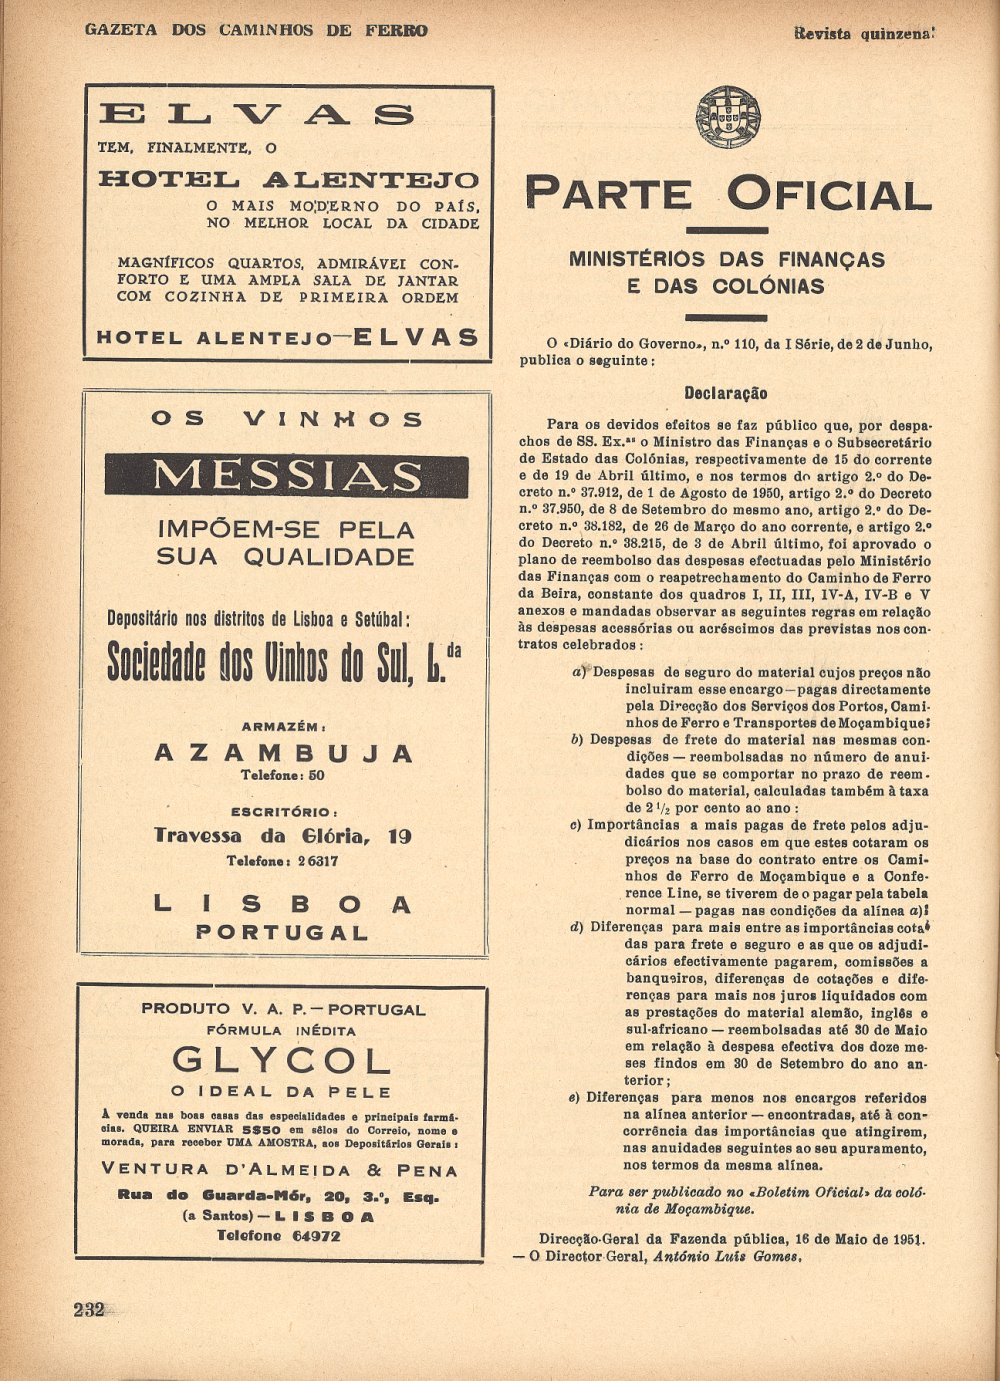 GAZETA DOS CAMINHOS DE FERRO
Revista quinzenal
ELVAS
TEM, FINALMENTE, O
HOTEL ALENTEJO
O MAIS MODERNO DO PAÍS,
NO MELHOR LOCAL DA CIDADE
MAGNÍFICOS QUARTOS, ADMIRÁVEL CON-
FORTO E UMA AMPLA SALA DE JANTAR
COM COZINHA DE PRIMEIRA ORDEM
HOTEL ALENTEJO—ELVAS
OS VINHOS
MESSIAS
IMPÕEM-SE PELA
SUA QUALIDADE
Depositário nos distritos de Lisboa e Setúbal:
Sociedade dos Vinhos do Sul, L.da
ARMAZÉM:
AZAMBUJA
Telefone: 50
ESCRITÓRIO:
Travessa da Glória, 19
Telefone: 26317
LISBOA
PORTUGAL
PRODUTO V. A. P.—PORTUGAL
FÓRMULA INÉDITA
GLYCOL
O IDEAL DA PELE
À venda nas boas casas das especialidades e principais farmá-
cias. QUEIRA ENVIAR 5$50 em sêlos do Correio, nome e
morada, para receber UMA AMOSTRA, aos Depositários Gerais:
VENTURA D'ALMEIDA & PENA
Rua do Guarda-Mór, 20, 3.º, Esq.
(a Santos) — LISBOA
Telefone 64972
232
PARTE OFICIAL
MINISTÉRIOS DAS FINANÇAS
E DAS COLÓNIAS
O «Diário do Governo», n.º 110, da I Série, de 2 de Junho,
publica o seguinte:
Declaração
Para os devidos efeitos se faz público que, por despa-
chos de SS. Ex.as o Ministro das Finanças e o Subsecretário
de Estado das Colónias, respectivamente de 15 do corrente
e de 19 de Abril último, e nos termos do artigo 2.º do De-
creto n.º 37.912, de 1 de Agosto de 1950, artigo 2.º do Decreto
n.º 37.950, de 8 de Setembro do mesmo ano, artigo 2.º do De-
creto n.º 38.182, de 26 de Março do ano corrente, e artigo 2.º
do Decreto n.º 38.215, de 3 de Abril último, foi aprovado o
plano de reembolso das despesas efectuadas pelo Ministério
das Finanças com o reapetrechamento do Caminho de Ferro
da Beira, constante dos quadros I, II, III, IV-A, IV-B e V
anexos e mandadas observar as seguintes regras em relação
às despesas acessórias ou acréscimos das previstas nos con-
tratos celebrados:
a) Despesas de seguro do material cujos preços não
incluiram esse encargo—pagas directamente
pela Direcção dos Serviços dos Portos, Cami-
nhos de Ferro e Transportes de Moçambique;
b) Despesas de frete do material nas mesmas con-
dições — reembolsadas no número de anui-
dades que se comportar no prazo de reem-
bolso do material, calculadas também à taxa
de 2 1/2 por cento ao ano:
c) Importâncias a mais pagas de frete pelos adju-
dicários nos casos em que estes cotaram os
preços na base do contrato entre os Cami-
nhos de Ferro de Moçambique e a Confe-
rence Line, se tiverem de o pagar pela tabela
normal — pagas nas condições da alínea a);
d) Diferenças para mais entre as importâncias cota-
das para frete e seguro e as que os adjudi-
cários efectivamente pagarem, comissões a
banqueiros, diferenças de cotações e dife-
renças para mais nos juros liquidados com
as prestações do material alemão, inglês e
sul-africano — reembolsadas até 30 de Maio
em relação à despesa efectiva dos doze me-
ses findos em 30 de Setembro do ano an-
terior;
e) Diferenças para menos nos encargos referidos
na alínea anterior — encontradas, até à con-
corrência das importâncias que atingirem,
nas anuidades seguintes ao seu apuramento,
nos termos da mesma alínea.
Para ser publicado no «Boletim Oficial» da coló-
nia de Moçambique.
Direcção-Geral da Fazenda pública, 16 de Maio de 1951.
— O Director Geral, António Luis Gomes.